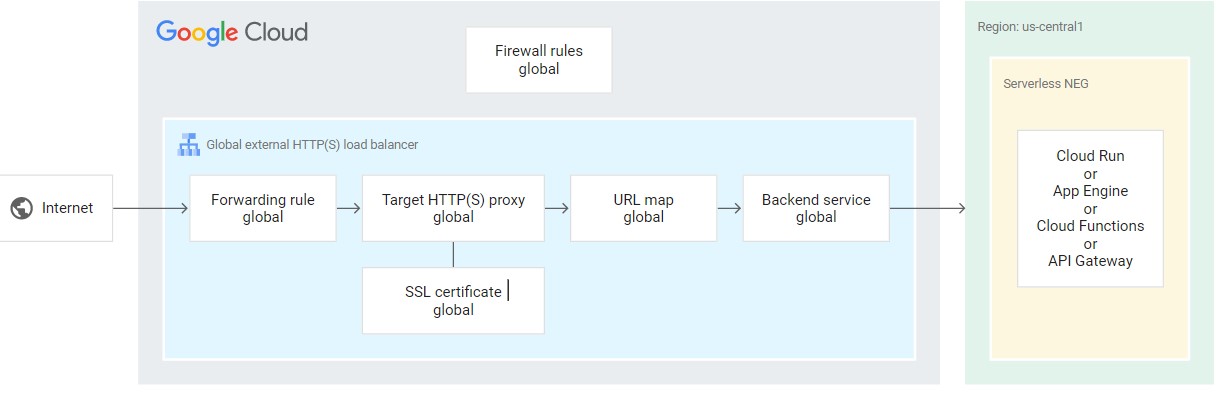 Google Cloud
Firewall rules
global
Region: us-central1
Serverless NEG
Global external HTTP(S) load balancer
Internet
Forwarding rule
global
Target HTTP(S) proxy
global
URL map
global
Backend service
global
SSL certificate
global
Cloud Run
or
App Engine
or
Cloud Functions
or
API Gateway